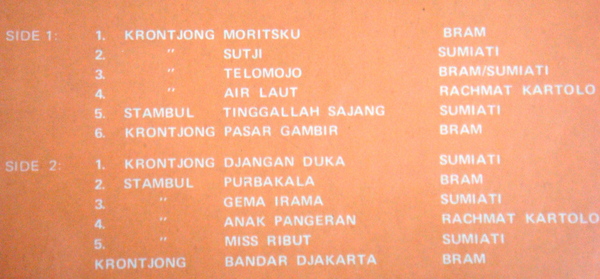 SIDE 1: 1. KRONTJONG MORITSKU BRAM
2. " SUTJI SUMIATI
3. " TELOMOJO BRAM/SUMIATI
4. " AIR LAUT RACHMAT KARTOLO
5. STAMBUL TINGGALLAH SAJANG SUMIATI
6. KRONTJONG PASAR GAMBIR BRAM
SIDE 2: 1. KRONTJONG DJANGAN DUKA SUMIATI
2. STAMBUL PURBAKALA BRAM
3. " GEMA IRAMA SUMIATI
4. " ANAK PANGERAN RACHMAT KARTOLO
5. " MISS RIBUT SUMIATI
KRONTJONG BANDAR DJAKARTA BRAM